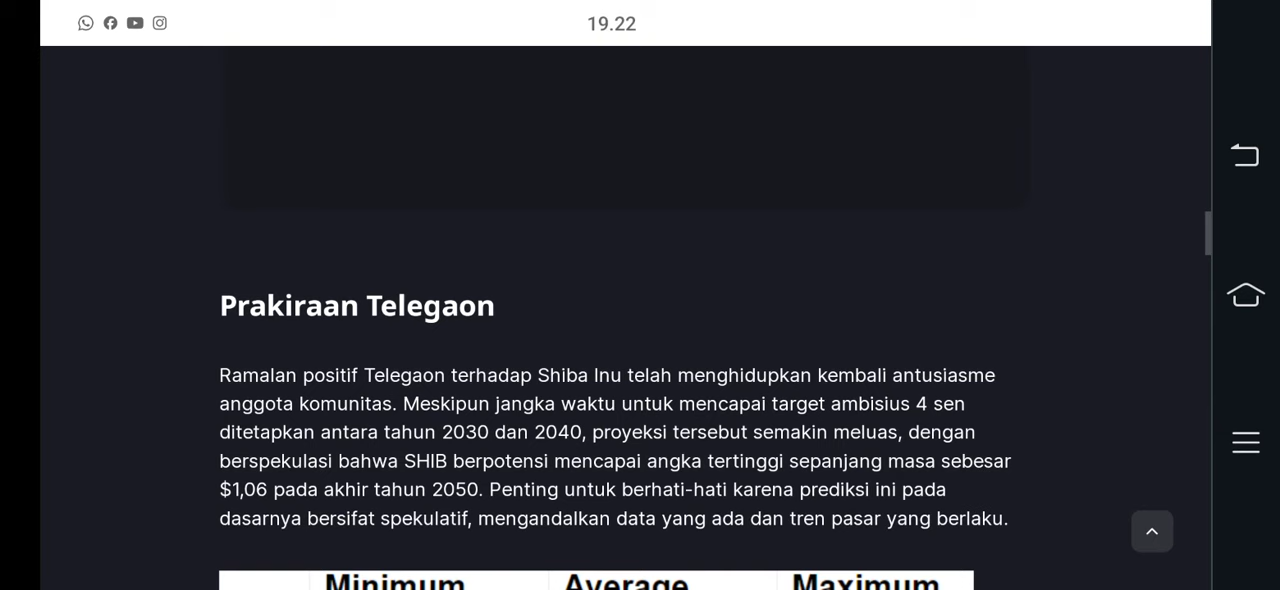 19.22
Prakiraan Telegaon
Ramalan positif Telegaon terhadap Shiba Inu telah menghidupkan kembali antusiasme
anggota komunitas. Meskipun jangka waktu untuk mencapai target ambisius 4 sen
ditetapkan antara tahun 2030 dan 2040, proyeksi tersebut semakin meluas, dengan
berspekulasi bahwa SHIB berpotensi mencapai angka tertinggi sepanjang masa sebesar
$1,06 pada akhir tahun 2050. Penting untuk berhati-hati karena prediksi ini pada
dasarnya bersifat spekulatif, mengandalkan data yang ada dan tren pasar yang berlaku.
Minimum Average Maximum